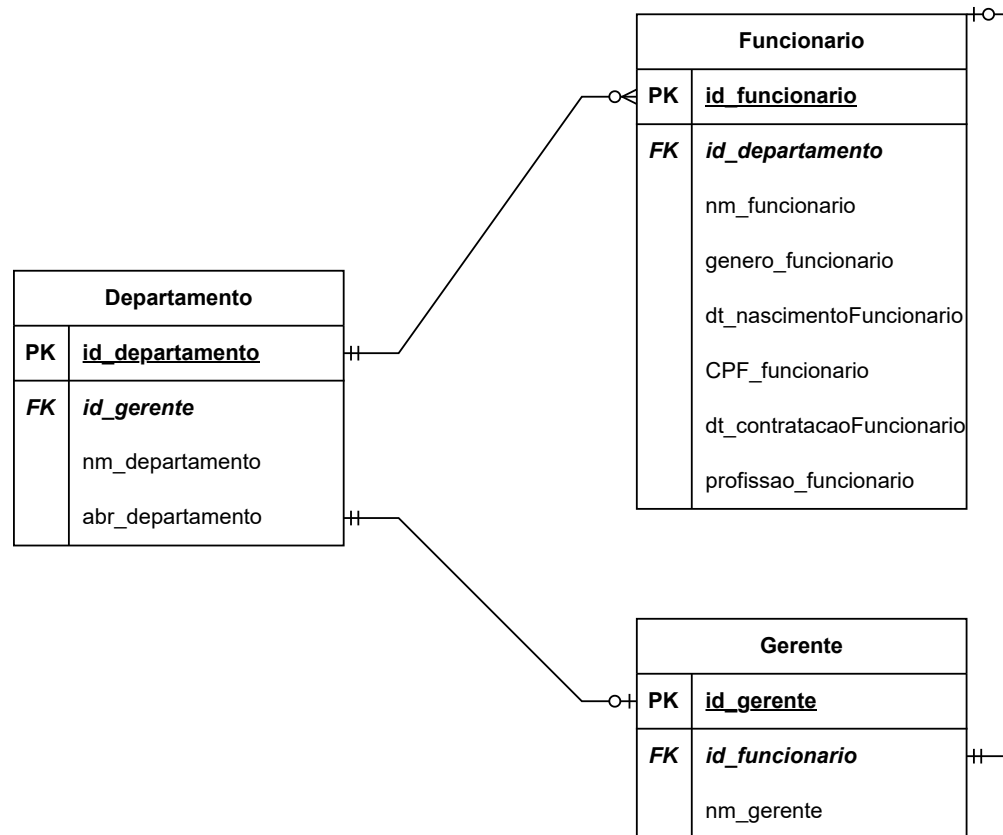 Funcionario
PK id_funcionario
FK id_departamento
nm_funcionario
genero_funcionario
dt_nascimentoFuncionario
CPF_funcionario
dt_contratacaoFuncionario
profissao_funcionario
Departamento
PK id_departamento
FK id_gerente
nm_departamento
abr_departamento
Gerente
PK id_gerente
FK id_funcionario
nm_gerente